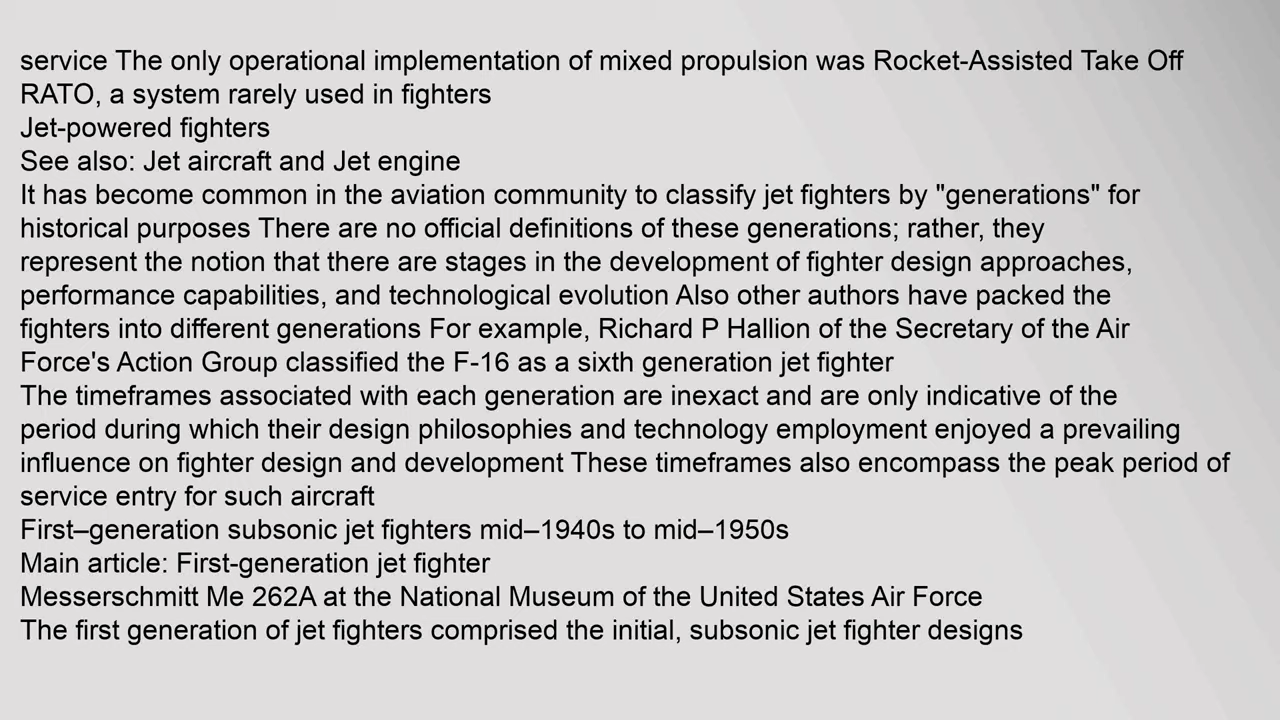 service The only operational implementation of mixed propulsion was Rocket-Assisted Take Off
RATO, a system rarely used in fighters
Jet-powered fighters
See also: Jet aircraft and Jet engine
It has become common in the aviation community to classify jet fighters by "generations" for
historical purposes There are no official definitions of these generations; rather, they
represent the notion that there are stages in the development of fighter design approaches,
performance capabilities, and technological evolution Also other authors have packed the
fighters into different generations For example, Richard P Hallion of the Secretary of the Air
Force's Action Group classified the F-16 as a sixth generation jet fighter
The timeframes associated with each generation are inexact and are only indicative of the
period during which their design philosophies and technology employment enjoyed a prevailing
influence on fighter design and development These timeframes also encompass the peak period of
service entry for such aircraft
First–generation subsonic jet fighters mid–1940s to mid–1950s
Main article: First-generation jet fighter
Messerschmitt Me 262A at the National Museum of the United States Air Force
The first generation of jet fighters comprised the initial, subsonic jet fighter designs